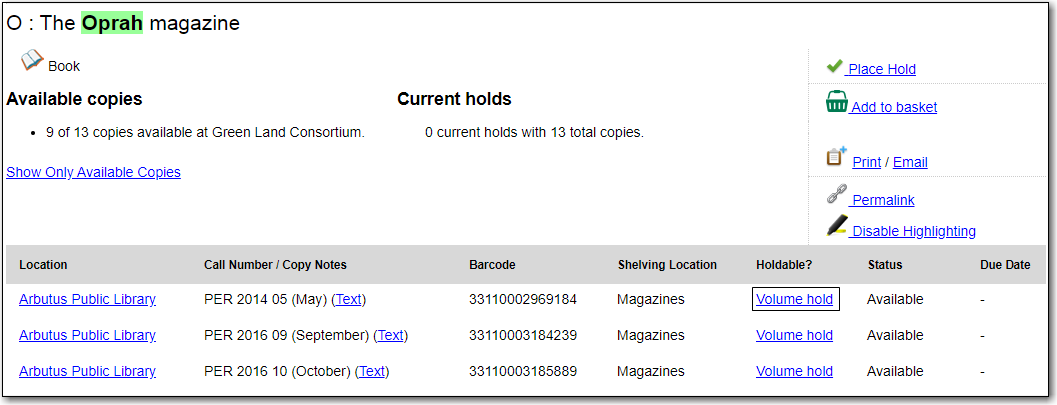 O : The Oprah magazine
Book
Place Hold
Add to basket
Print / Email
Permalink
Disable Highlighting
Available copies
9 of 13 copies available at Green Land Consortium.
Current holds
0 current holds with 13 total copies.
Show Only Available Copies
Location Call Number / Copy Notes Barcode Shelving Location Holdable? Status Due Date
Arbutus Public Library PER 2014 05 (May) (Text) 33110002969184 Magazines Volume hold Available -
Arbutus Public Library PER 2016 09 (September) (Text) 33110003184239 Magazines Volume hold Available -
Arbutus Public Library PER 2016 10 (October) (Text) 33110003185889 Magazines Volume hold Available -